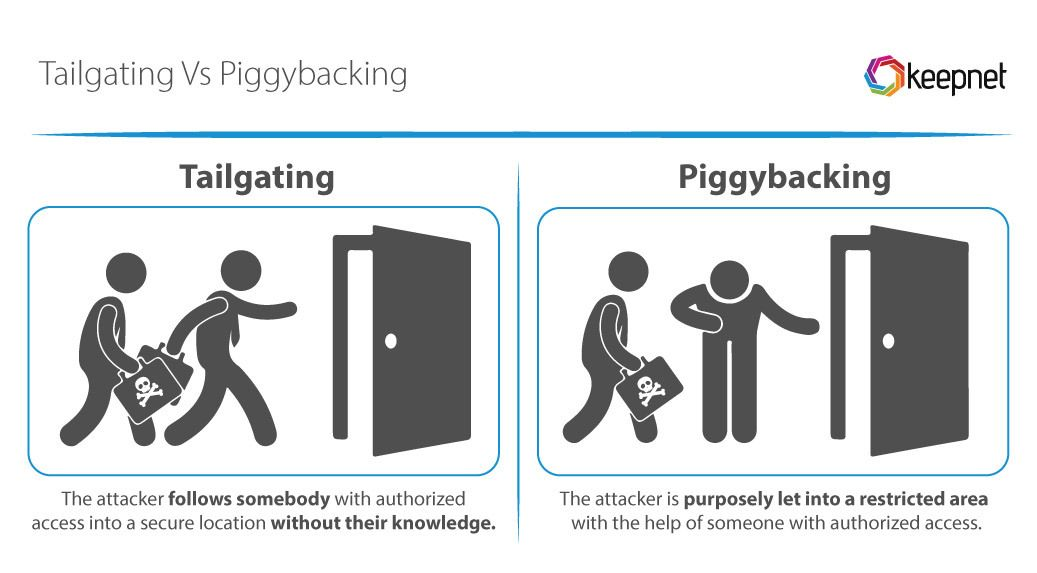 Tailgating Vs Piggybacking
keepnet
Tailgating
The attacker follows somebody with authorized
access into a secure location without their knowledge.
Piggybacking
The attacker is purposely let into a restricted area
with the help of someone with authorized access.